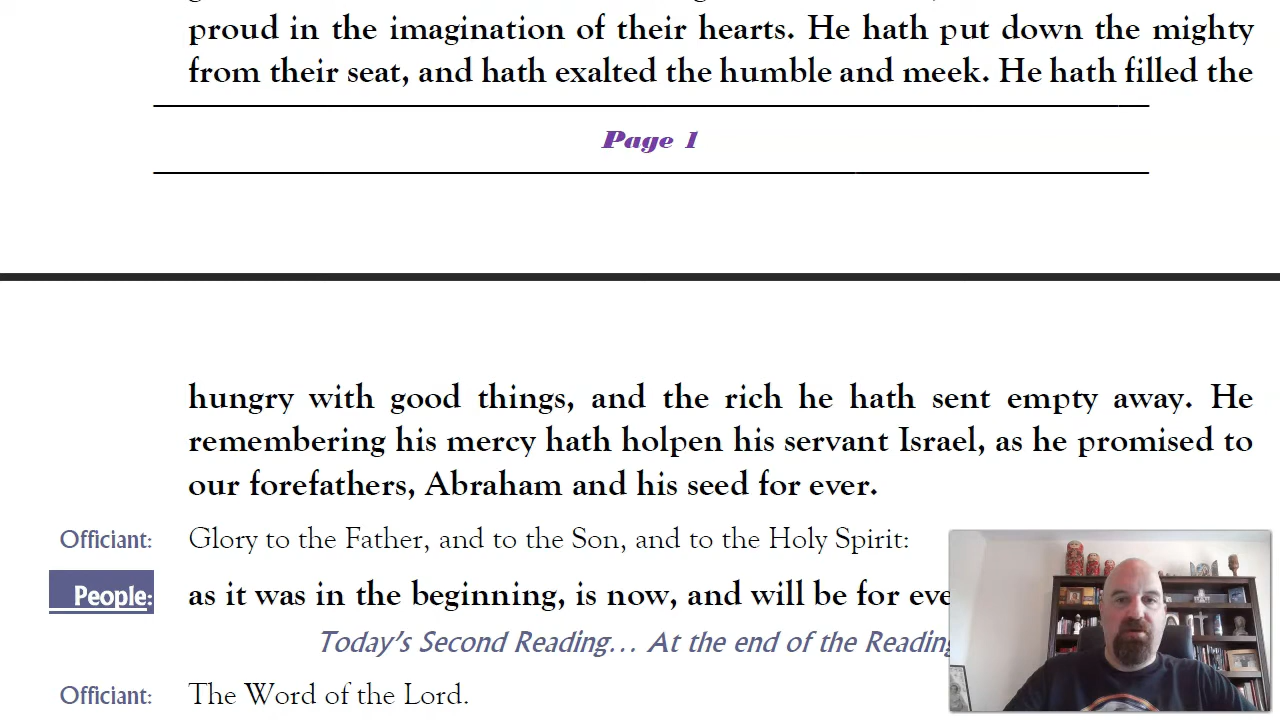 proud in the imagination of their hearts. He hath put down the mighty
from their seat, and hath exalted the humble and meek. He hath filled the
Page 1
hungry with good things, and the rich he hath sent empty away. He
remembering his mercy hath holpen his servant Israel, as he promised to
our forefathers, Abraham and his seed for ever.
Officiant: Glory to the Father, and to the Son, and to the Holy Spirit:
People: as it was in the beginning, is now, and will be for eve
Today's Second Reading... At the end of the Reading
Officiant: The Word of the Lord.